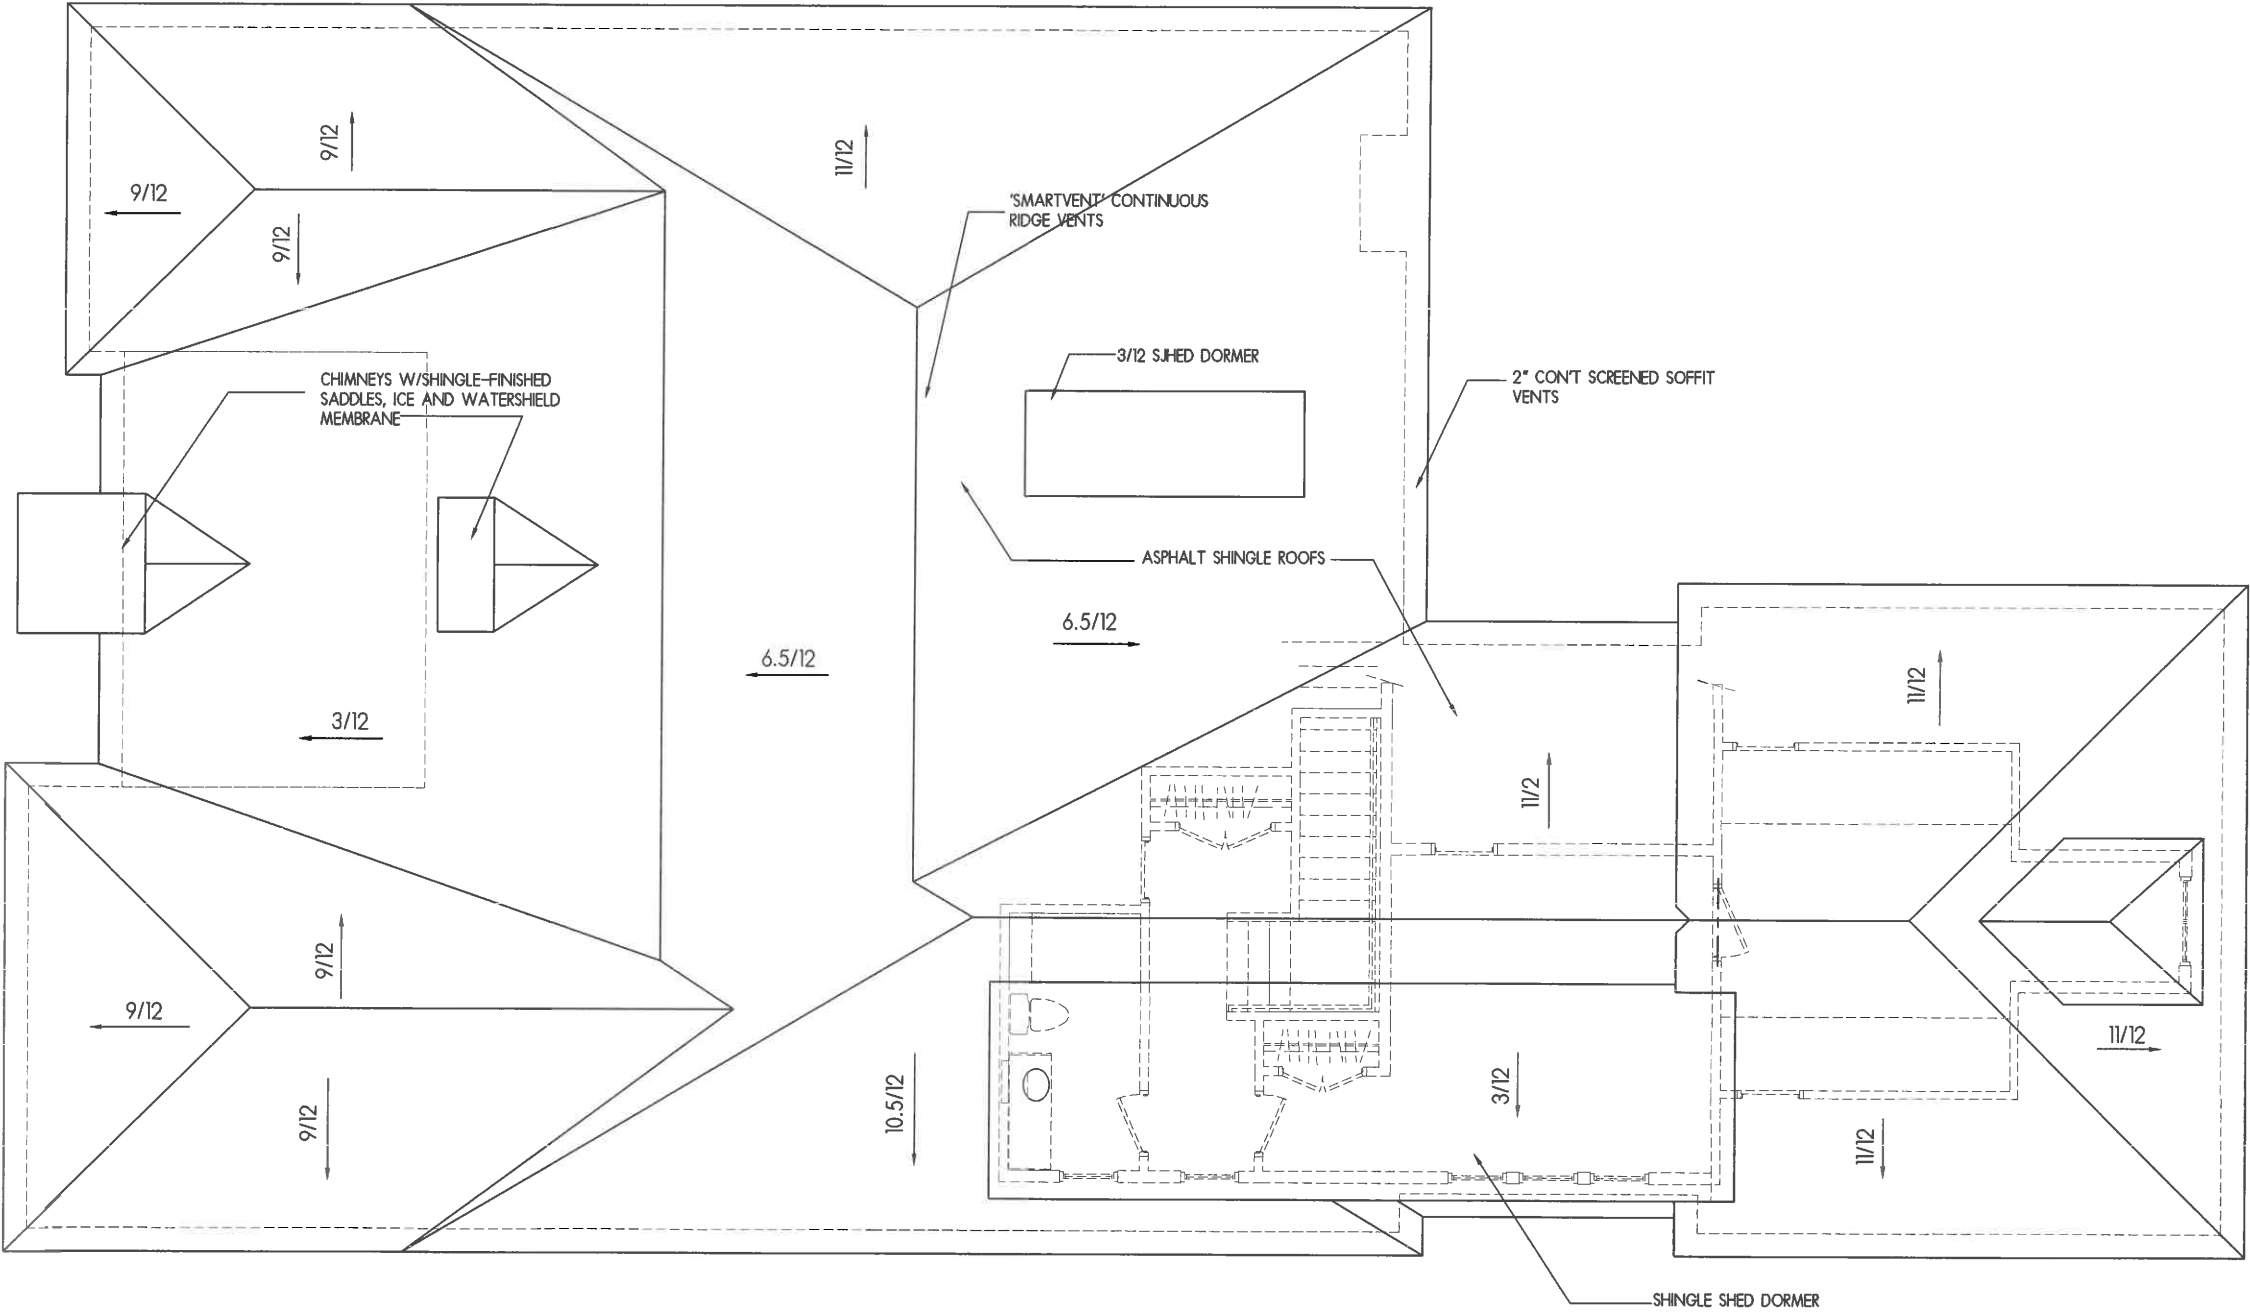 9/12
9/12
9/12
11/12
'SMARTVENT' CONTINUOUS
RIDGE VENTS
3/12 SJHED DORMER
2" CON'T SCREENED SOFFIT
VENTS
CHIMNEYS W/SHINGLE-FINISHED
SADDLES, ICE AND WATERSHIELD
MEMBRANE
ASPHALT SHINGLE ROOFS
6.5/12
6.5/12
3/12
11/12
11/2
9/12
9/12
9/12
10.5/12
3/12
11/12
11/12
SHINGLE SHED DORMER